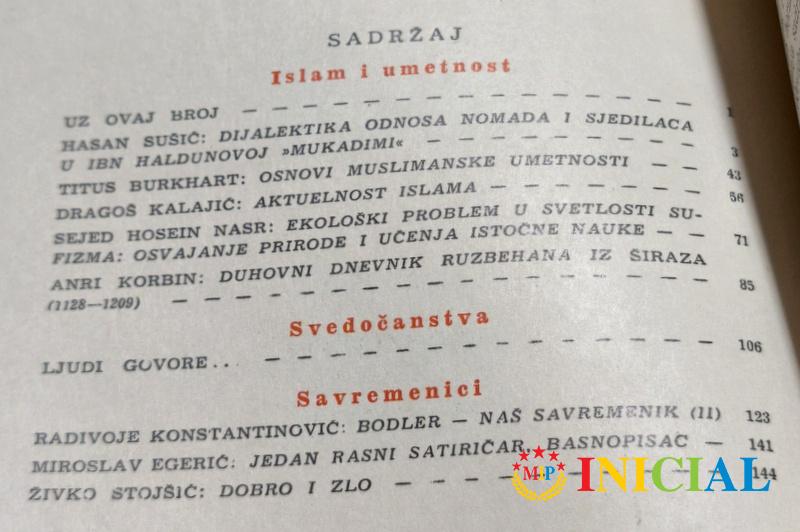 SADRŽAJ
Islam i umetnost
UZ OVAJ BROJ — — — — — — — — — — — — 1
HASAN SUŠIĆ: DIJALEKTIKA ODNOSA NOMADA I SJEDILACA
U IBN HALDUNOVOJ »MUKADIMI« — — — — — — — 3
TITUS BURKHART: OSNOVI MUSLIMANSKE UMETNOSTI — — 43
DRAGOŠ KALAJIĆ: AKTUELNOST ISLAMA — — — — — — 56
SEJED HOSEIN NASR: EKOLOŠKI PROBLEM U SVETLOSTI SU-
FIZMA: OSVAJANJE PRIRODE I UČENJA ISTOČNE NAUKE — — 71
ANRI KORBIN: DUHOVNI DNEVNIK RUZBEHANA IZ ŠIRAZA
(1128—1209) — — — — — — — — — — — — — 85
Svedočanstva
LJUDI GOVORE... — — — — — — — — — — — — 106
Savremenici
RADIVOJE KONSTANTINOVIĆ: BODLER — NAŠ SAVREMENIK (II) 123
MIROSLAV EGERIĆ: JEDAN RASNI SATIRIČAR, BASNOPISAC — 141
ŽIVKO STOJŠIĆ: DOBRO I ZLO — — — — — — — — — 144
MIP INICIAL